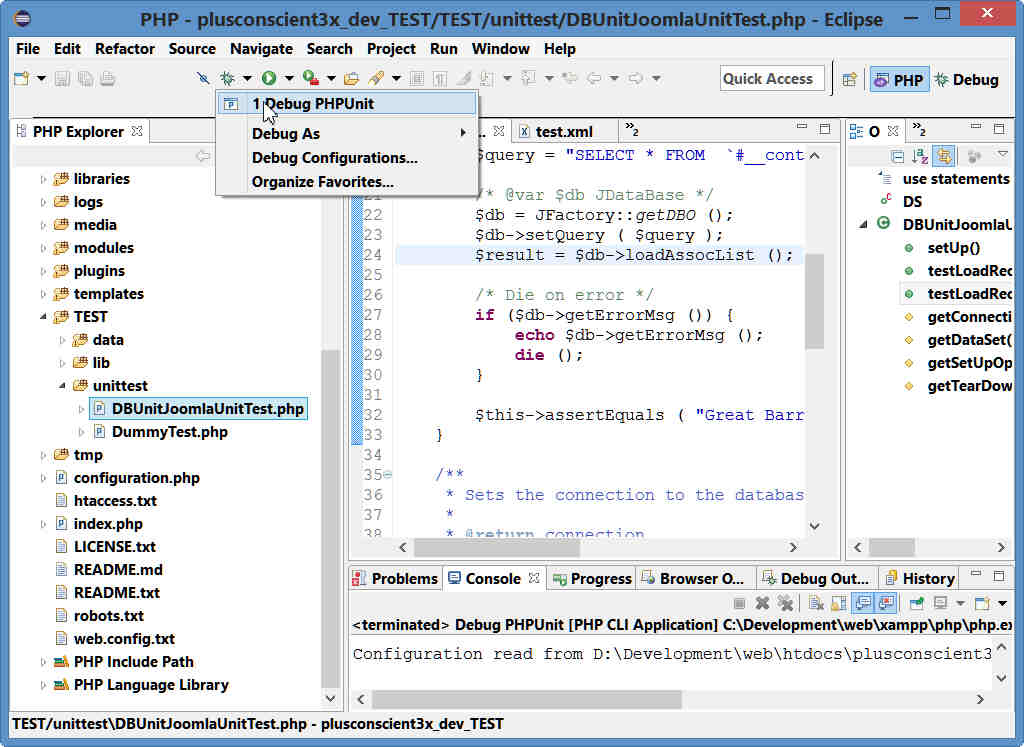 PHP - plusconscient3x_dev_TEST/TEST/unittest/DBUnitJoomlaUnitTest.php - Eclipse
File Edit Refactor Source Navigate Search Project Run Window Help
Quick Access
PHP
Debug
1 Debug PHPUnit
Debug As
Debug Configurations...
Organize Favorites...
PHP Explorer
libraries
logs
media
modules
plugins
templates
TEST
data
lib
unittest
DBUnitJoomlaUnitTest.php
DummyTest.php
tmp
configuration.php
htaccess.txt
index.php
LICENSE.txt
README.md
README.txt
robots.txt
web.config.txt
PHP Include Path
PHP Language Library
test.xml
»2
$query = "SELECT * FROM `#__cont
/* @var $db JDataBase */
22 $db = JFactory::getDBO ();
23 $db->setQuery ( $query );
24 $result = $db->loadAssocList ();
25
26 /* Die on error */
27 if ($db->getErrorMsg ()) {
28 echo $db->getErrorMsg ();
29 die ();
30 }
31
32 $this->assertEquals ( "Great Barr
33 }
34
35 /**
36 * Sets the connection to the databas
37 *
38 * @return connection
O
»2
use statements
DS
DBUnitJoomlaU
setUp()
testLoadRec
testLoadRec
getConnecti
getDataSet(
getSetUpOp
getTearDow
Problems
Console
Progress
Browser O...
Debug Out...
History
<terminated> Debug PHPUnit [PHP CLI Application] C:\Development\web\xampp\php\php.ex
Configuration read from D:\Development\web\htdocs\plusconscient3
TEST/unittest\DBUnitJoomlaUnitTest.php - plusconscient3x_dev_TEST